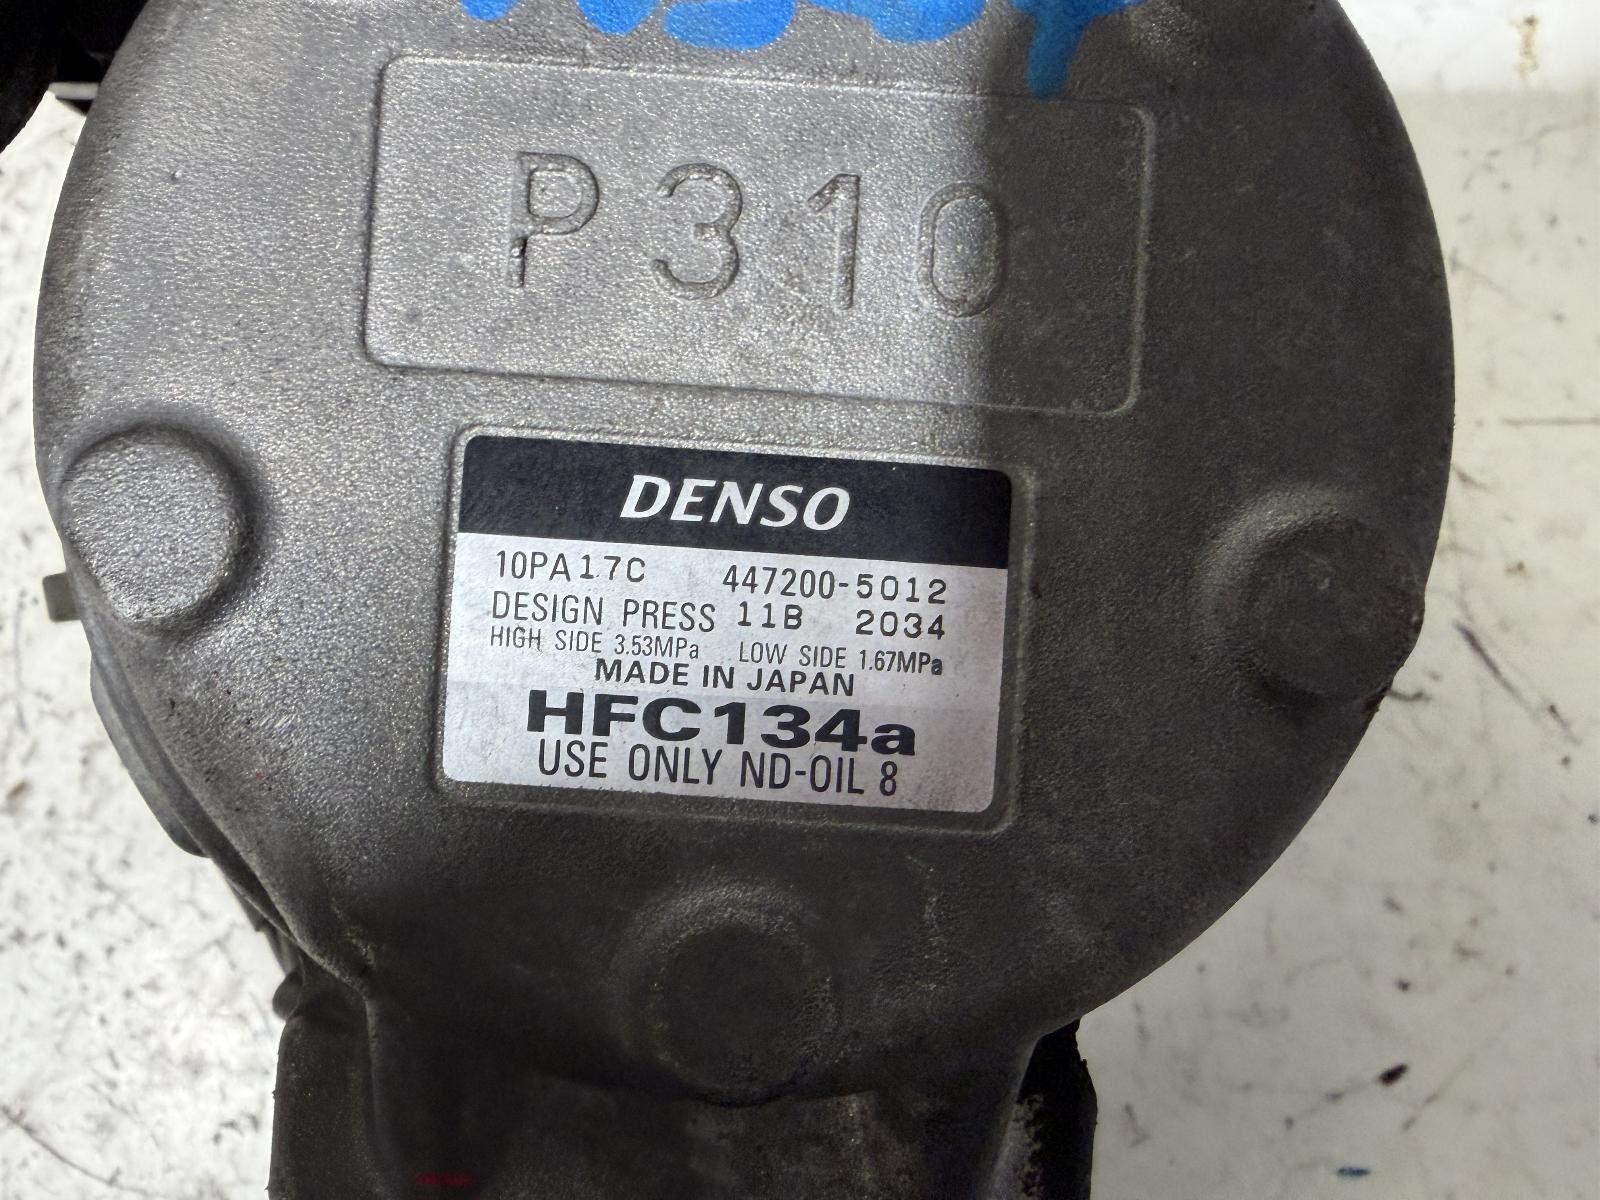 P310
DENSO
10PA17C 447200-5012
DESIGN PRESS 11B 2034
HIGH SIDE 3.53MPa LOW SIDE 1.67MPa
MADE IN JAPAN
HFC134a
USE ONLY ND-OIL 8